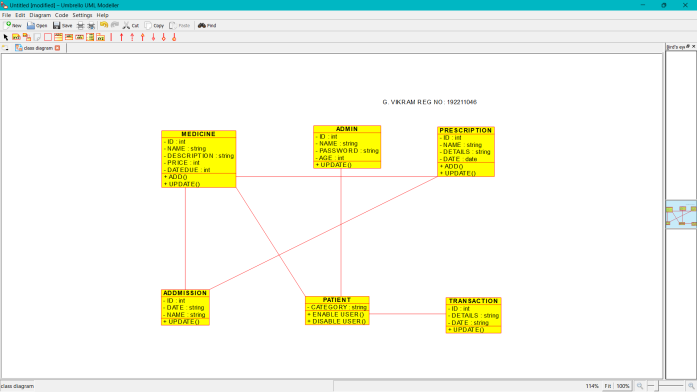 Untitled [modified] – Umbrello UML Modeller
File Edit Diagram Code Settings Help
New Open Save Cut Copy Paste Find
class diagram
G. VIKRAM REG NO: 192211046
MEDICINE
- ID : int
- NAME : string
- DESCRIPTION : string
- PRICE : int
- DATEDUE : int
+ ADD()
+ UPDATE()
ADMIN
- ID : int
- NAME : string
- PASSWORD : string
- AGE : int
+ UPDATE()
PRESCRIPTION
- ID : int
- NAME : string
- DETAILS : string
- DATE : date
+ ADD()
+ UPDATE()
ADDMISSION
- ID : int
- DATE : string
- NAME : string
+ UPDATE()
PATIENT
- CATEGORY : string
+ ENABLE USER()
+ DISABLE USER()
TRANSACTION
- ID : int
- DETAILS : string
- DATE : string
+ UPDATE()
class diagram
114% Fit 100%